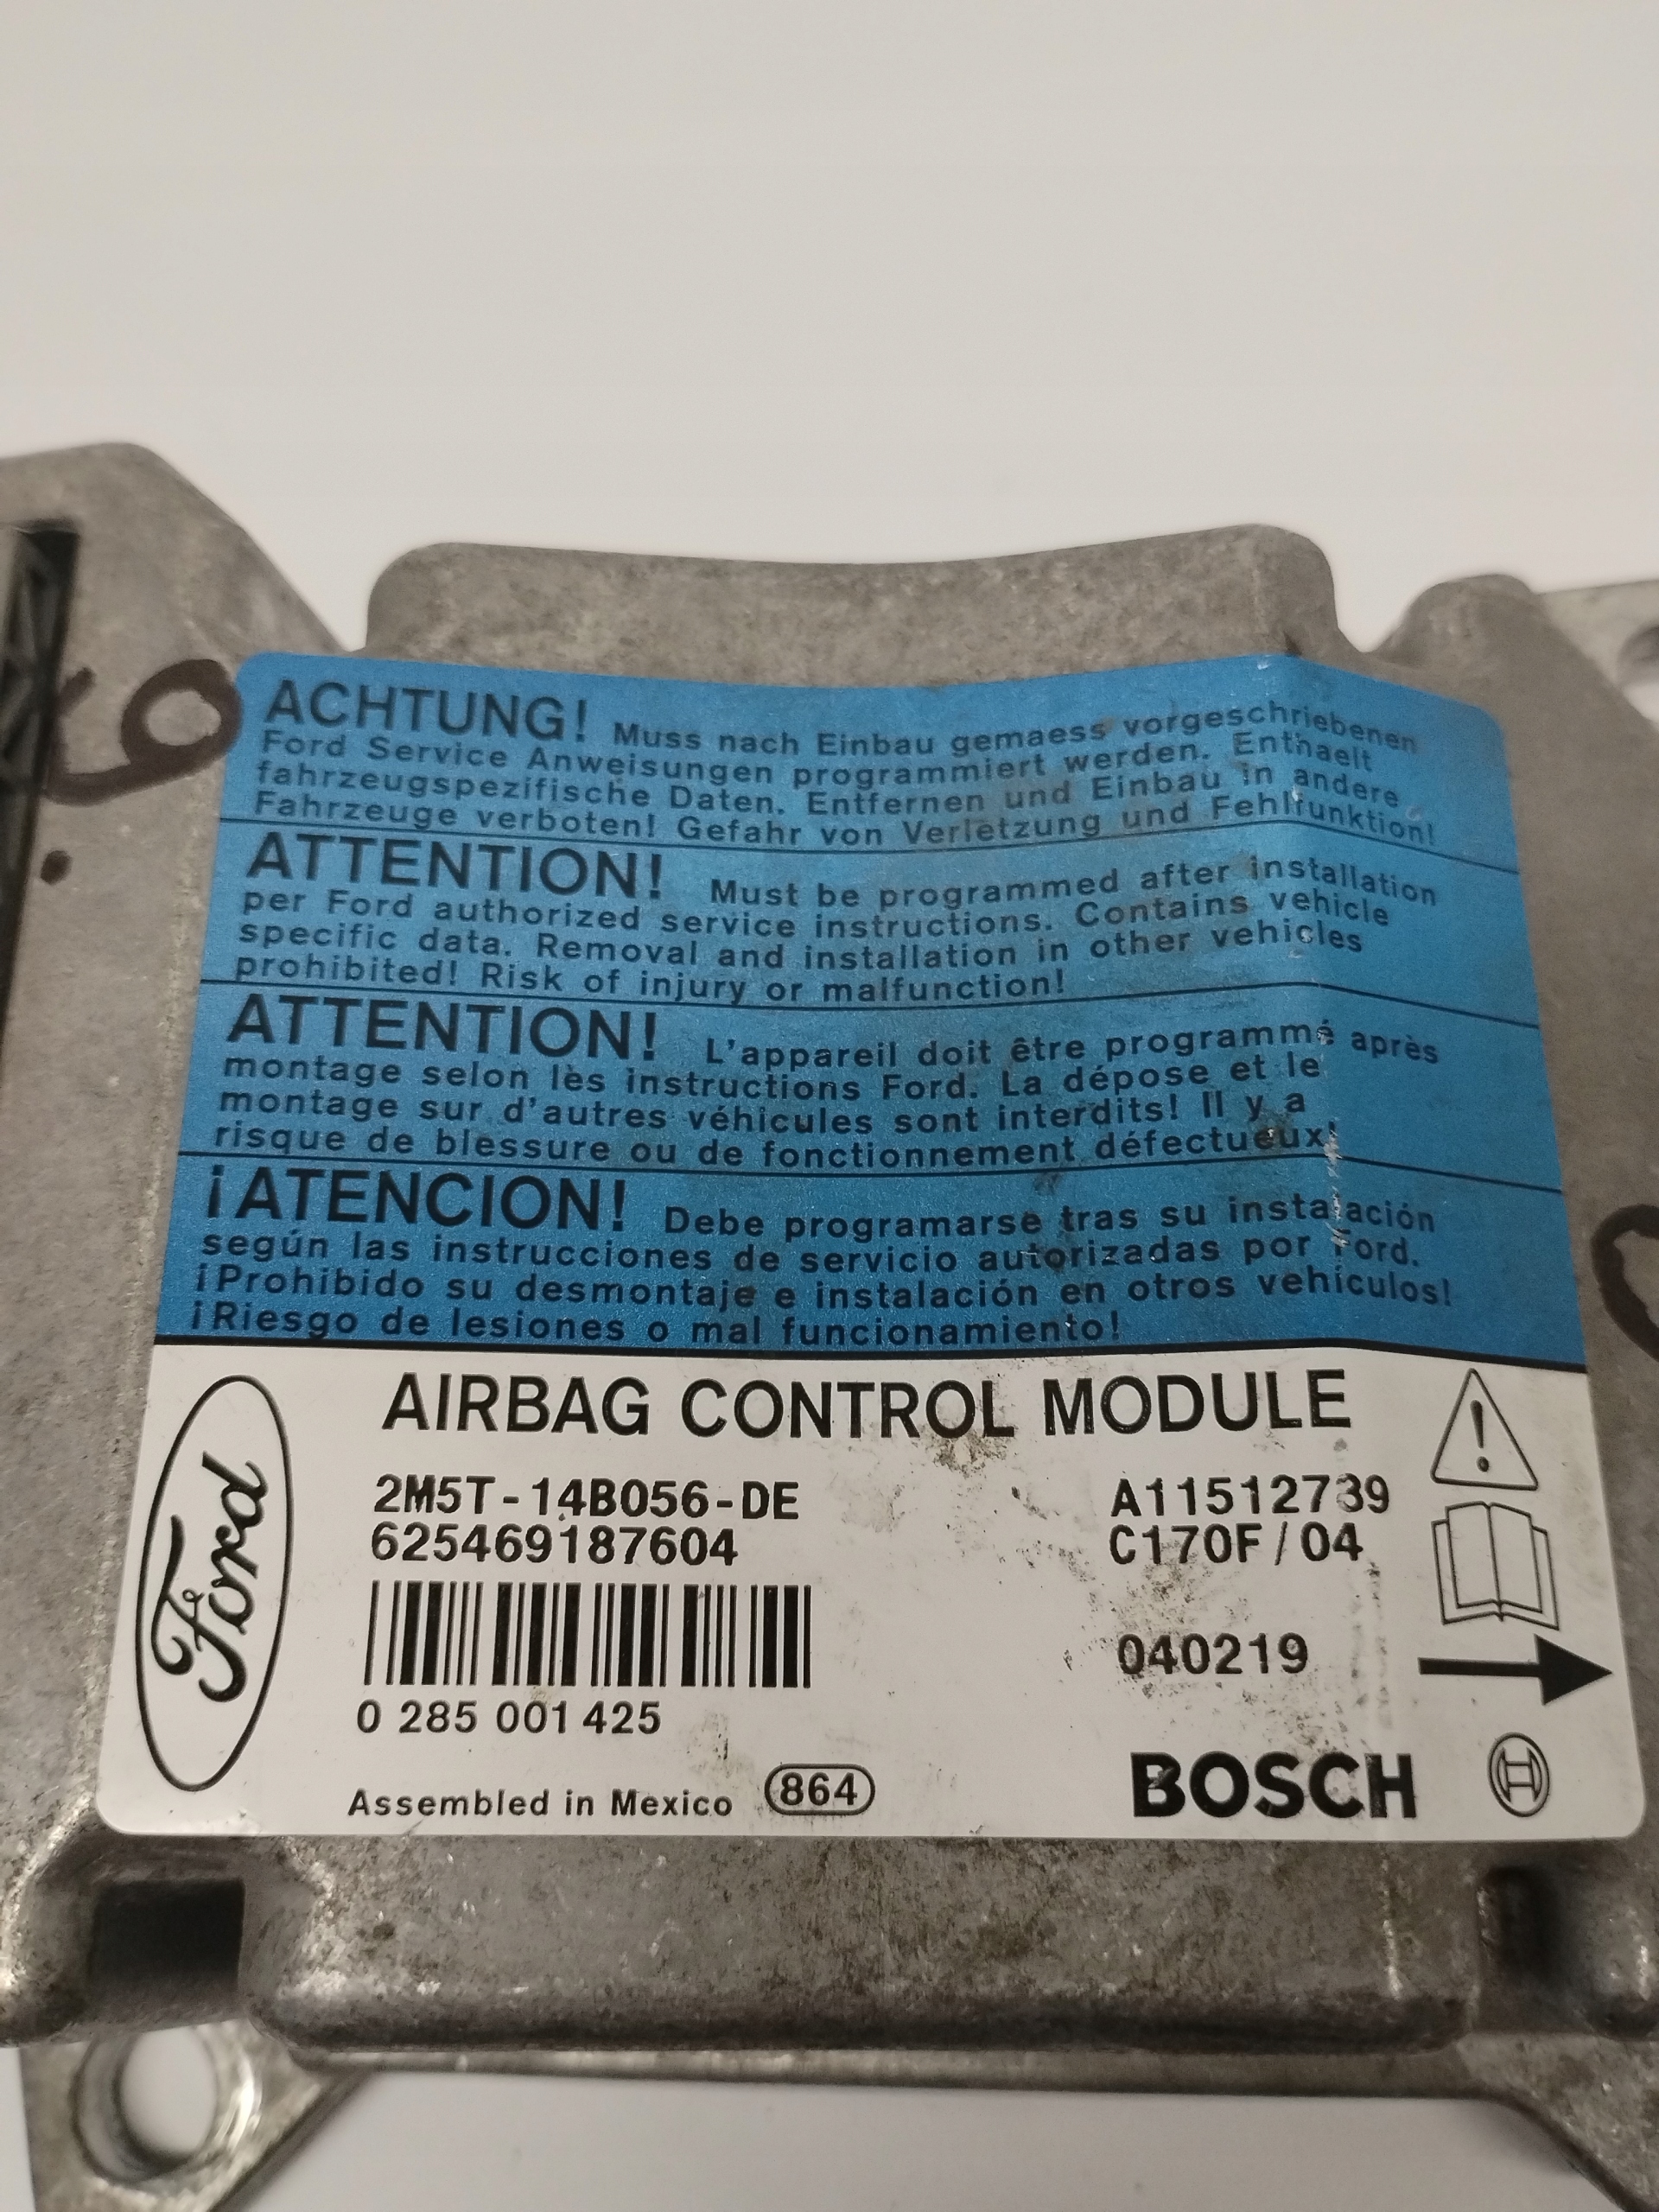 ACHTUNG! Muss nach Einbau gemaess vorgeschriebenen
Ford Service Anweisungen programmiert werden. Enthaelt
fahrzeugspezifische Daten. Entfernen und Einbau in andere
Fahrzeuge verboten! Gefahr von Verletzung und Fehlfunktion!
ATTENTION! Must be programmed after installation
per Ford authorized service instructions. Contains vehicle
specific data. Removal and installation in other vehicles
prohibited! Risk of injury or malfunction!
ATTENTION! L'appareil doit être programmé après
montage selon lès instructions Ford. La dépose et le
montage sur d'autres véhicules sont interdits! Il y a
risque de blessure ou de fonctionnement défectueux!
¡ATENCION! Debe programarse tras su instalación
según las instrucciones de servicio autorizadas por Ford.
¡Prohibido su desmontaje e instalación en otros vehículos!
¡Riesgo de lesiones o mal funcionamiento!
Ford
AIRBAG CONTROL MODULE
2M5T-14B056-DE A11512739
625469187604 C170F/04
040219
0 285 001 425
Assembled in Mexico 864 BOSCH